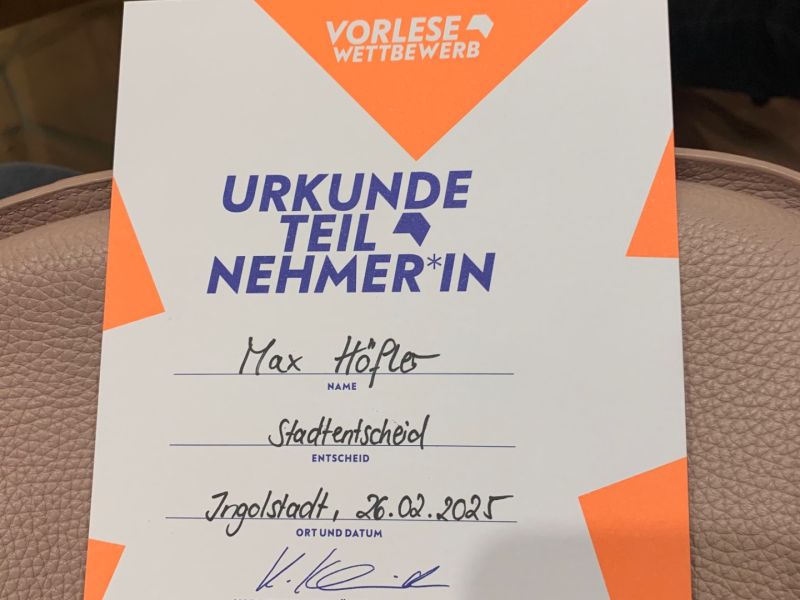 VORLESE
WETTBEWERB
URKUNDE
TEIL
NEHMER*IN
Max Höfler
NAME
Stadtentscheid
ENTSCHEID
Ingolstadt, 26.02.2025
ORT UND DATUM